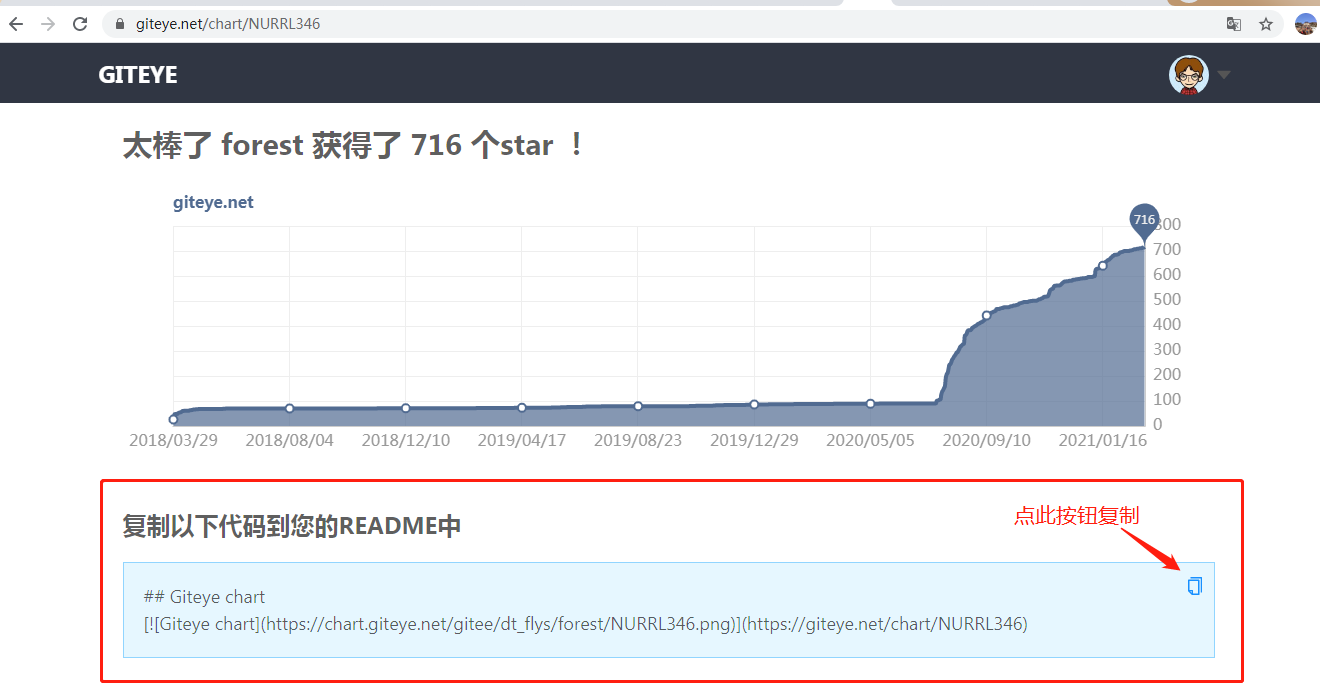 giteye.net/chart/NURRL346
GITEYE
太棒了 forest 获得了 716 个star ！
giteye.net
716
800
700
600
500
400
300
200
100
0
2018/03/29 2018/08/04 2018/12/10 2019/04/17 2019/08/23 2019/12/29 2020/05/05 2020/09/10 2021/01/16
复制以下代码到您的README中
点此按钮复制
## Giteye chart
[![Giteye chart](https://chart.giteye.net/gitee/dt_flys/forest/NURRL346.png)](https://giteye.net/chart/NURRL346)